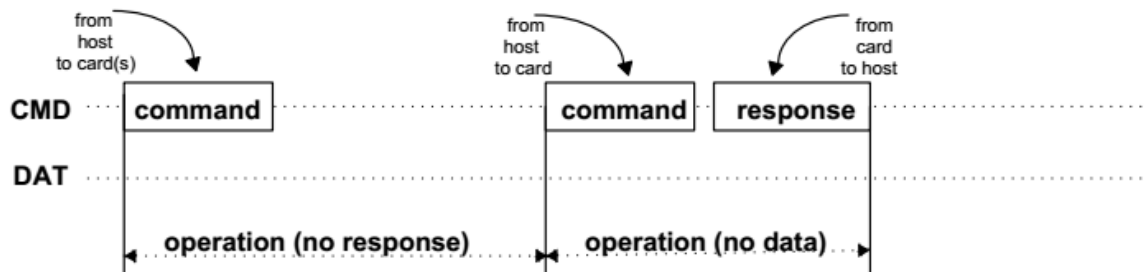 from
host
to card(s)
from
host
to card
from
card
to host
CMD
command
command
response
DAT
operation (no response)
operation (no data)